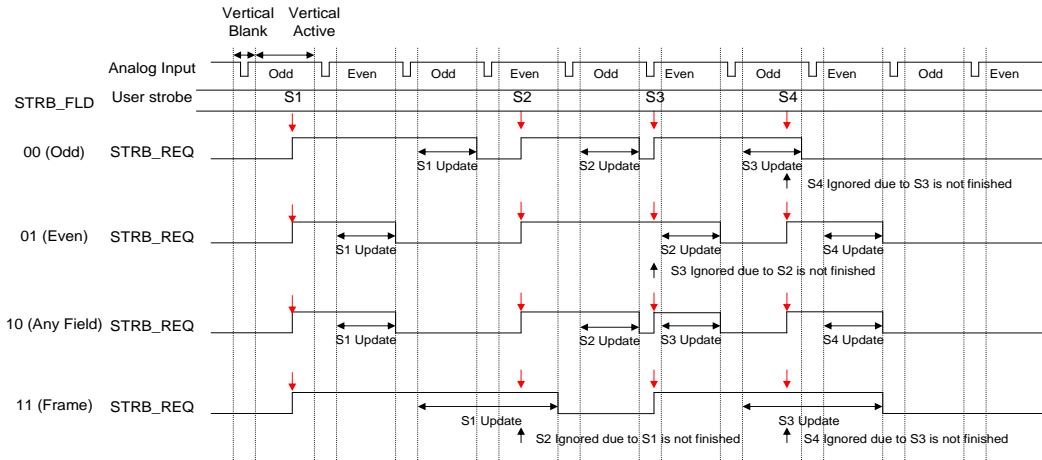 Vertical Blank
Vertical Active
Analog Input
Odd Even Odd Even Odd Even Odd Even Odd Even
STRB_FLD User strobe S1 S2 S3 S4
00 (Odd) STRB_REQ
S1 Update S2 Update S3 Update
S4 Ignored due to S3 is not finished
01 (Even) STRB_REQ
S1 Update S2 Update S4 Update
S3 Ignored due to S2 is not finished
10 (Any Field) STRB_REQ
S1 Update S2 Update S3 Update S4 Update
11 (Frame) STRB_REQ
S1 Update S3 Update
S2 Ignored due to S1 is not finished S4 Ignored due to S3 is not finished